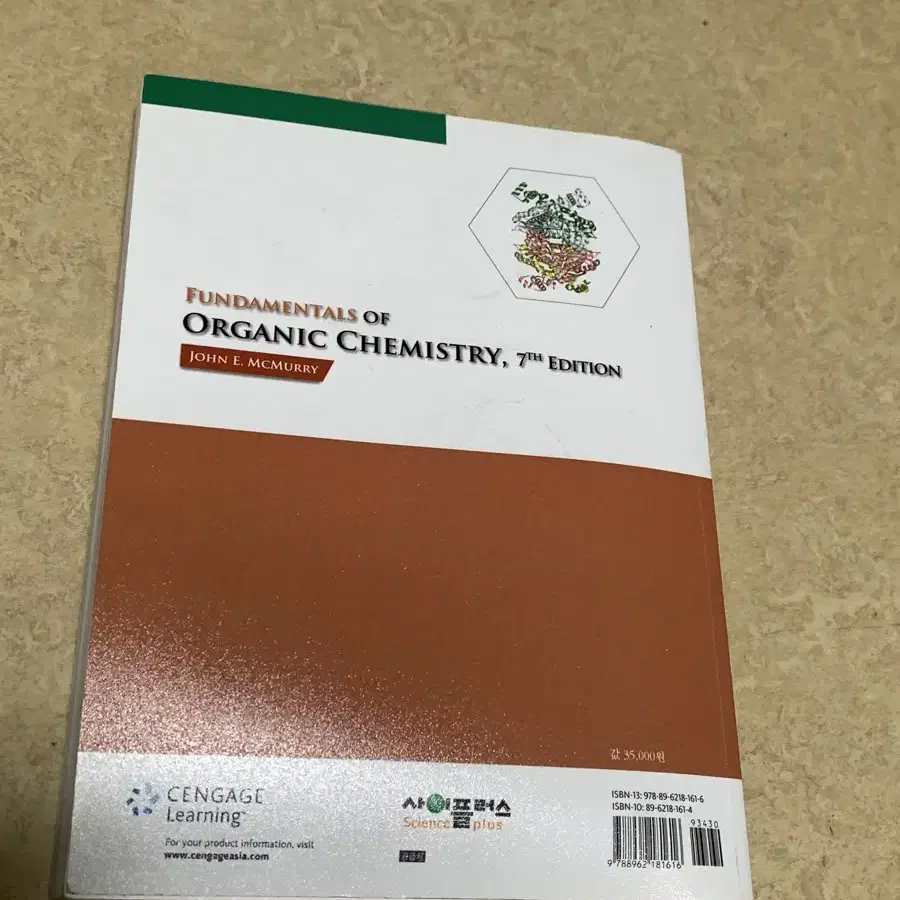 FUNDAMENTALS OF
ORGANIC CHEMISTRY, 7TH EDITION
JOHN E. MCMURRY
값 35,000원
CENGAGE
Learning™
For your product information, visit
www.cengageasia.com
사이플러스
Science plus
ISBN-13: 978-89-6218-161-6
ISBN-10: 89-6218-161-4
93430
9 788962 181616